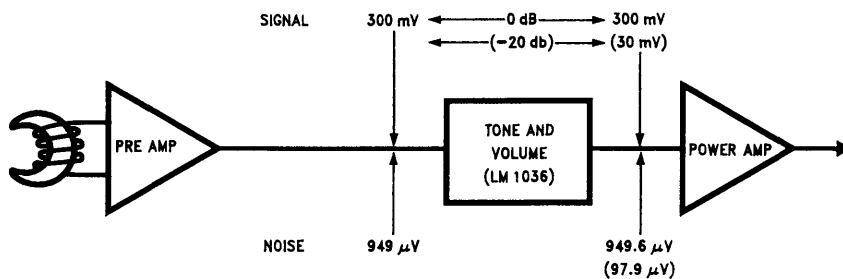 SIGNAL 300 mV 0 dB 300 mV
(-20 db) (30 mV)
PRE AMP
TONE AND
VOLUME
(LM 1036)
POWER AMP
NOISE 949 μV 949.6 μV
(97.9 μV)